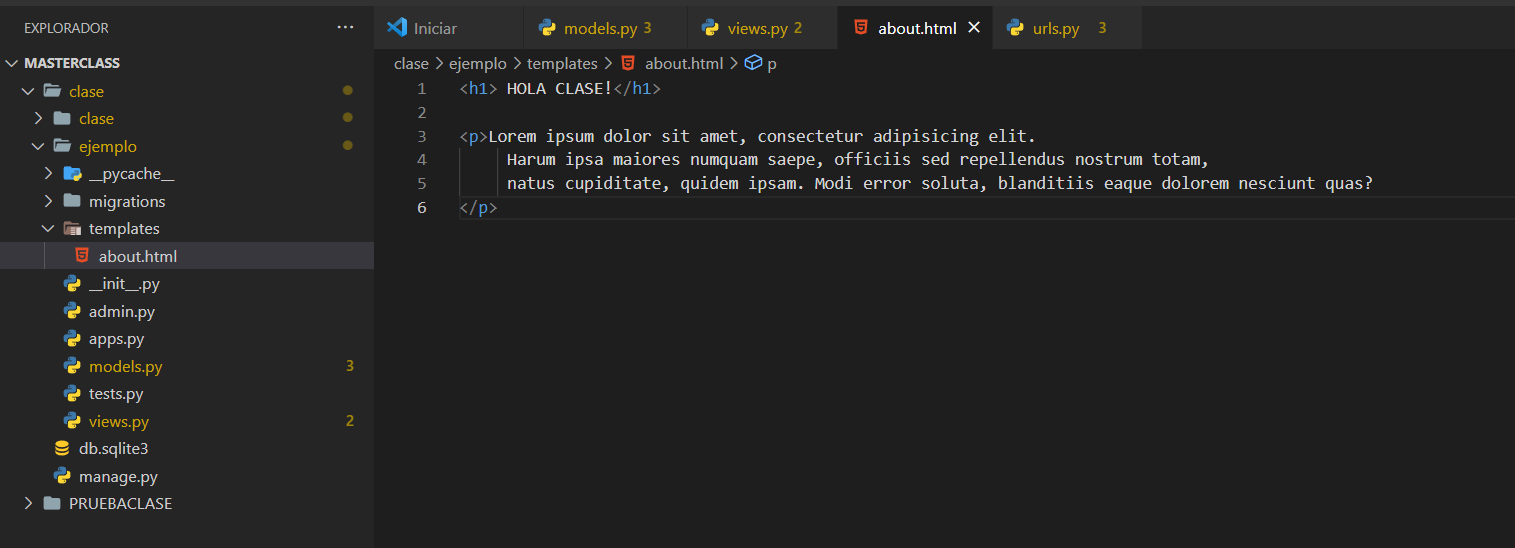 EXPLORADOR ···
MASTERCLASS
clase
clase
ejemplo
__pycache__
migrations
templates
about.html
__init__.py
admin.py
apps.py
models.py 3
tests.py
views.py 2
db.sqlite3
manage.py
PRUEBACLASE
Iniciar models.py 3 views.py 2 about.html urls.py 3
clase > ejemplo > templates > about.html > p
1 <h1> HOLA CLASE!</h1>
2
3 <p>Lorem ipsum dolor sit amet, consectetur adipisicing elit.
4 Harum ipsa maiores numquam saepe, officiis sed repellendus nostrum totam,
5 natus cupiditate, quidem ipsam. Modi error soluta, blanditiis eaque dolorem nesciunt quas?
6 </p>